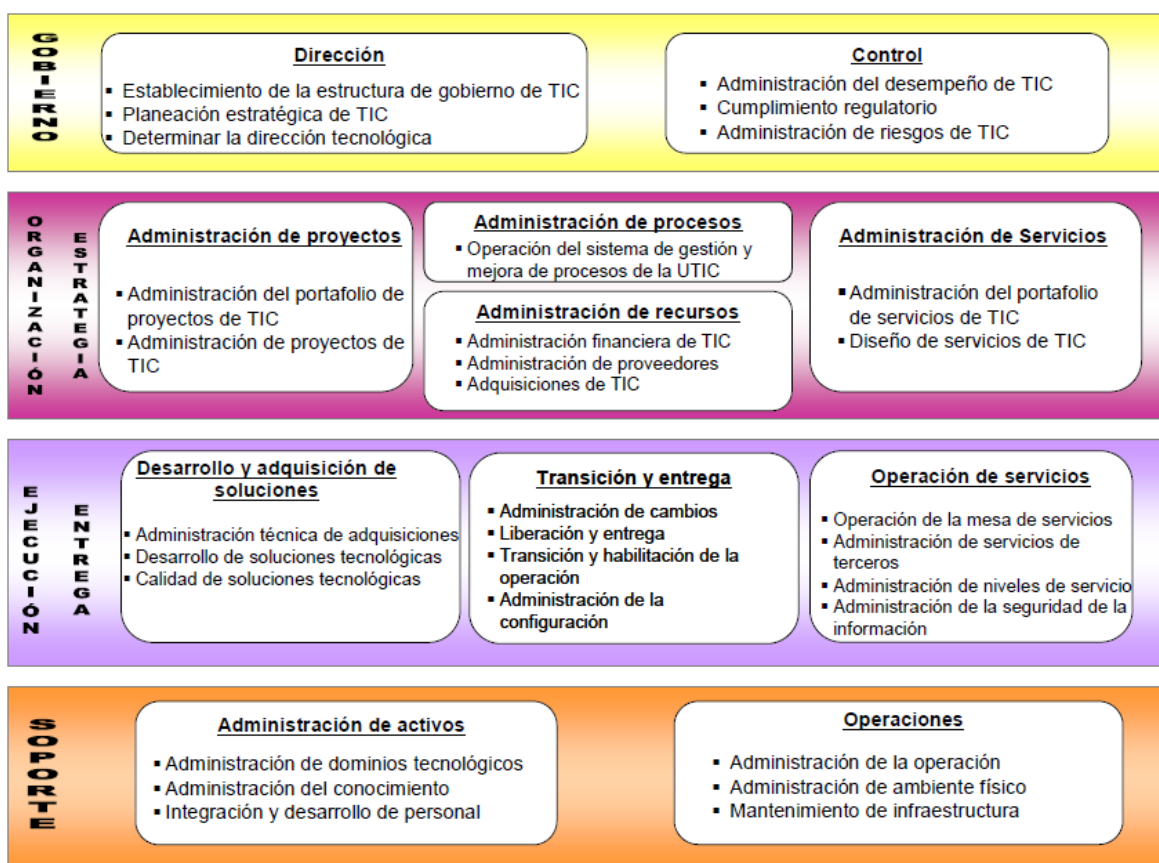 GOBIERNO
Dirección
▪ Establecimiento de la estructura de gobierno de TIC
▪ Planeación estratégica de TIC
▪ Determinar la dirección tecnológica
Control
▪ Administración del desempeño de TIC
▪ Cumplimiento regulatorio
▪ Administración de riesgos de TIC
ORGANIZACIÓN
ESTRATEGIA
Administración de proyectos
▪ Administración del portafolio de
proyectos de TIC
▪ Administración de proyectos de
TIC
Administración de procesos
▪ Operación del sistema de gestión y
mejora de procesos de la UTIC
Administración de recursos
▪ Administración financiera de TIC
▪ Administración de proveedores
▪ Adquisiciones de TIC
Administración de Servicios
▪ Administración del portafolio
de servicios de TIC
▪ Diseño de servicios de TIC
EJECUCIÓN
ENTREGA
Desarrollo y adquisición de
soluciones
▪ Administración técnica de adquisiciones
▪ Desarrollo de soluciones tecnológicas
▪ Calidad de soluciones tecnológicas
Transición y entrega
▪ Administración de cambios
▪ Liberación y entrega
▪ Transición y habilitación de la
operación
▪ Administración de la
configuración
Operación de servicios
▪ Operación de la mesa de servicios
▪ Administración de servicios de
terceros
▪ Administración de niveles de servicio
▪ Administración de la seguridad de la
información
SOPORTE
Administración de activos
▪ Administración de dominios tecnológicos
▪ Administración del conocimiento
▪ Integración y desarrollo de personal
Operaciones
▪ Administración de la operación
▪ Administración de ambiente físico
▪ Mantenimiento de infraestructura